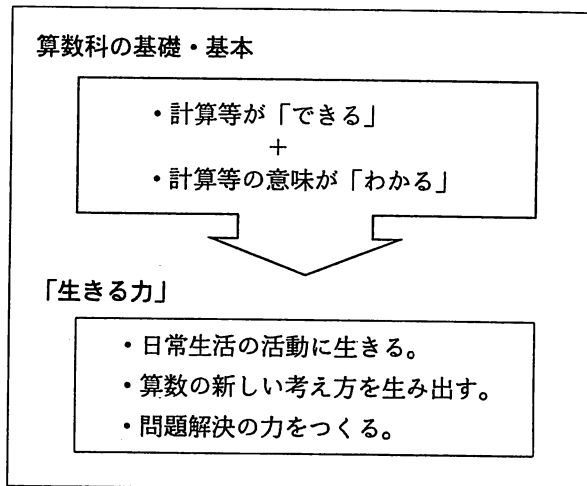 算数科の基礎・基本
・計算等が「できる」
+
・計算等の意味が「わかる」
「生きる力」
・日常生活の活動に生きる。
・算数の新しい考え方を生み出す。
・問題解決の力をつくる。